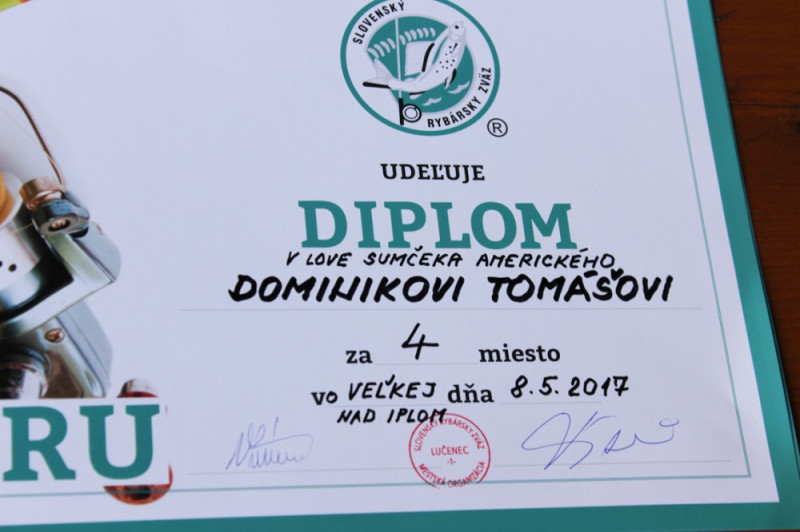 SLOVENSKÝ
RYBÁRSKY ZVÄZ
®
UDEĽUJE
DIPLOM
V LOVE SUMČEKA AMERICKÉHO
DOMINIKOVI TOMÁŠOVI
za 4 miesto
vo VEĽKEJ dňa 8.5.2017
NAD IPLOM
RU
SLOVENSKÝ RYBÁRSKY ZVÄZ
LUČENEC
-1-
MESTSKÁ ORGANIZÁCIA